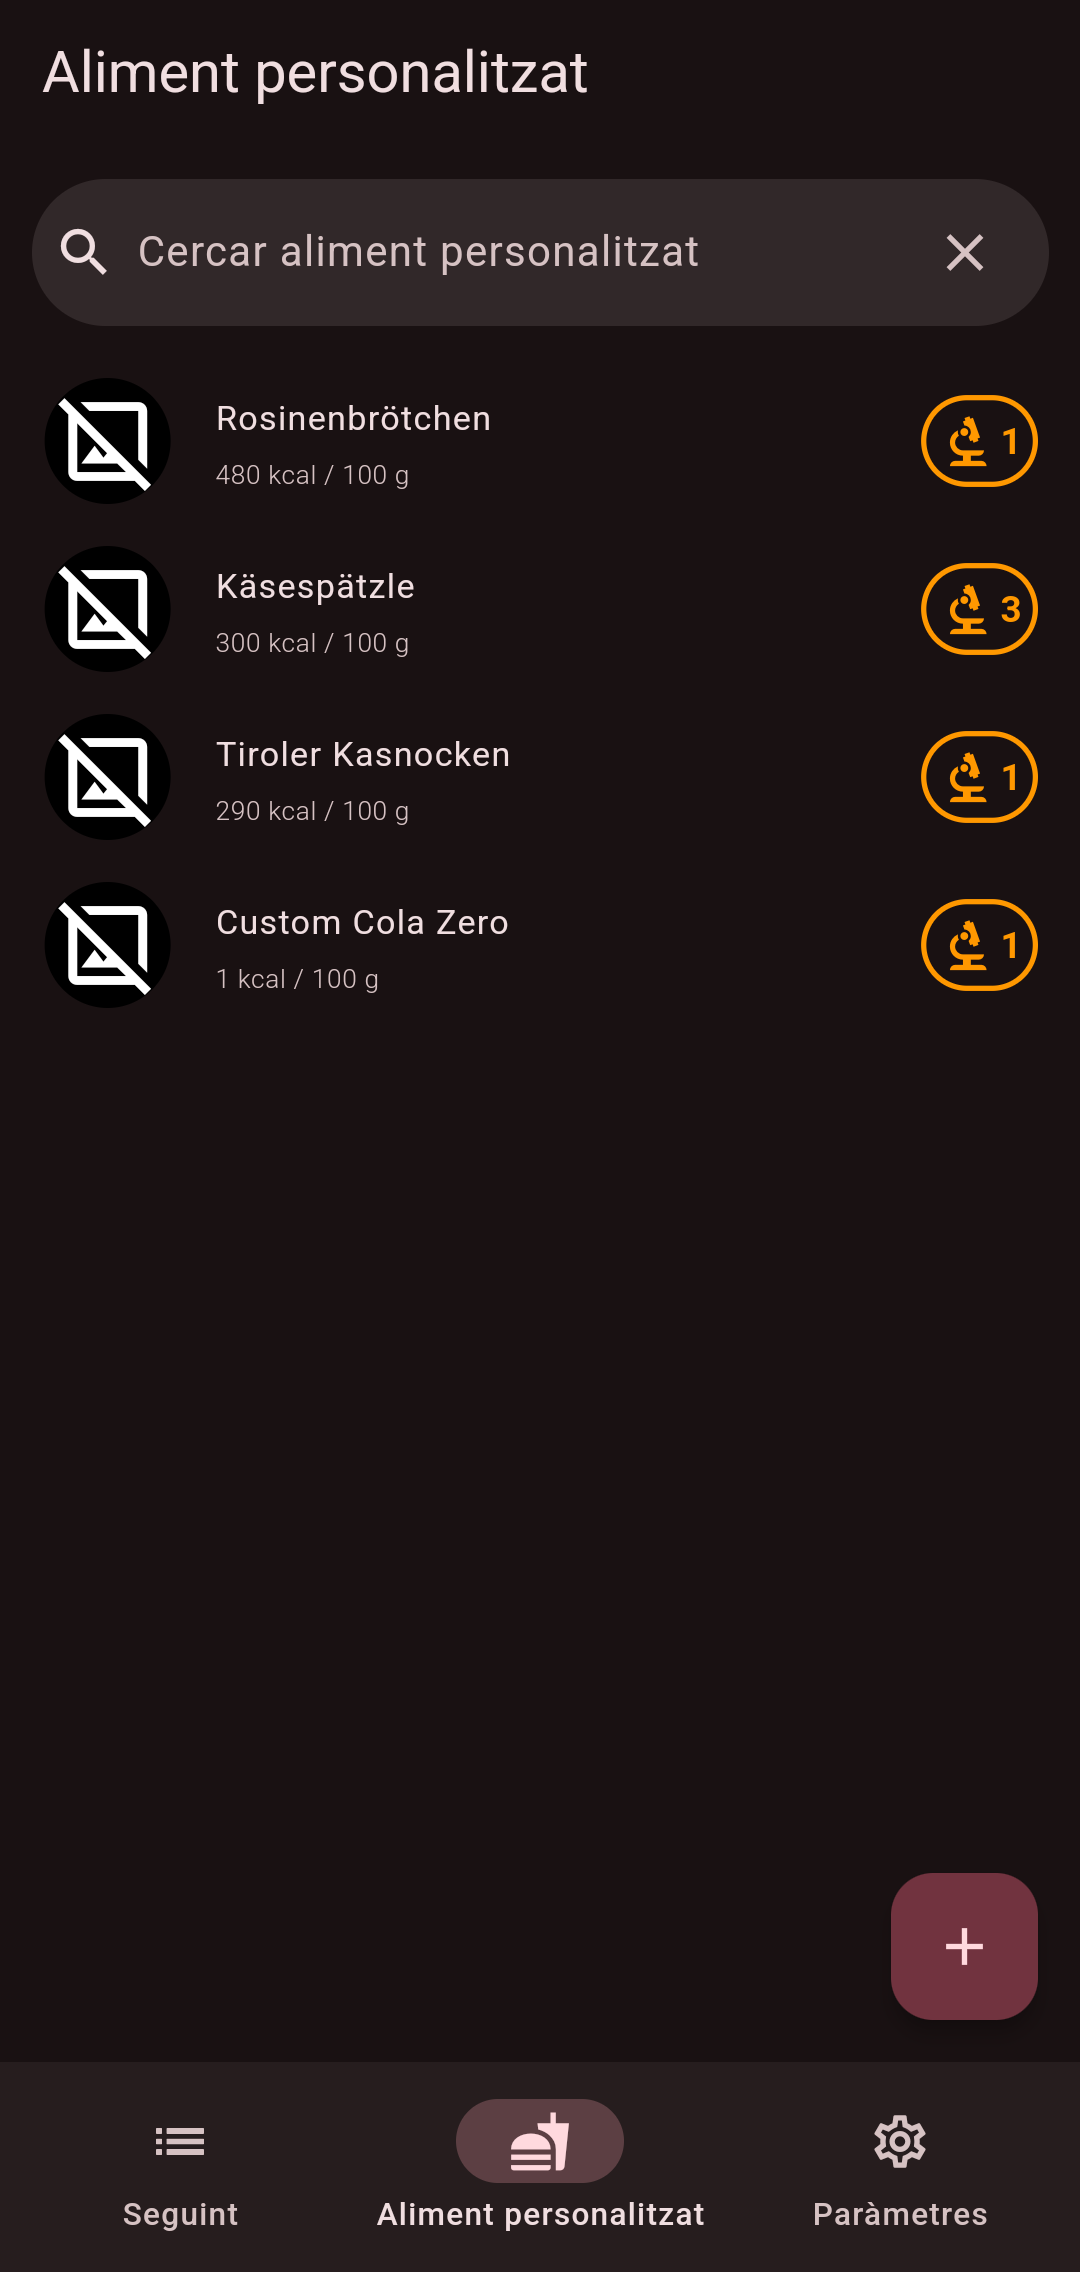 Aliment personalitzat
Cercar aliment personalitzat
Rosinenbrötchen
480 kcal / 100 g
1
Käsespätzle
300 kcal / 100 g
3
Tiroler Kasnocken
290 kcal / 100 g
1
Custom Cola Zero
1 kcal / 100 g
1
Seguint
Aliment personalitzat
Paràmetres